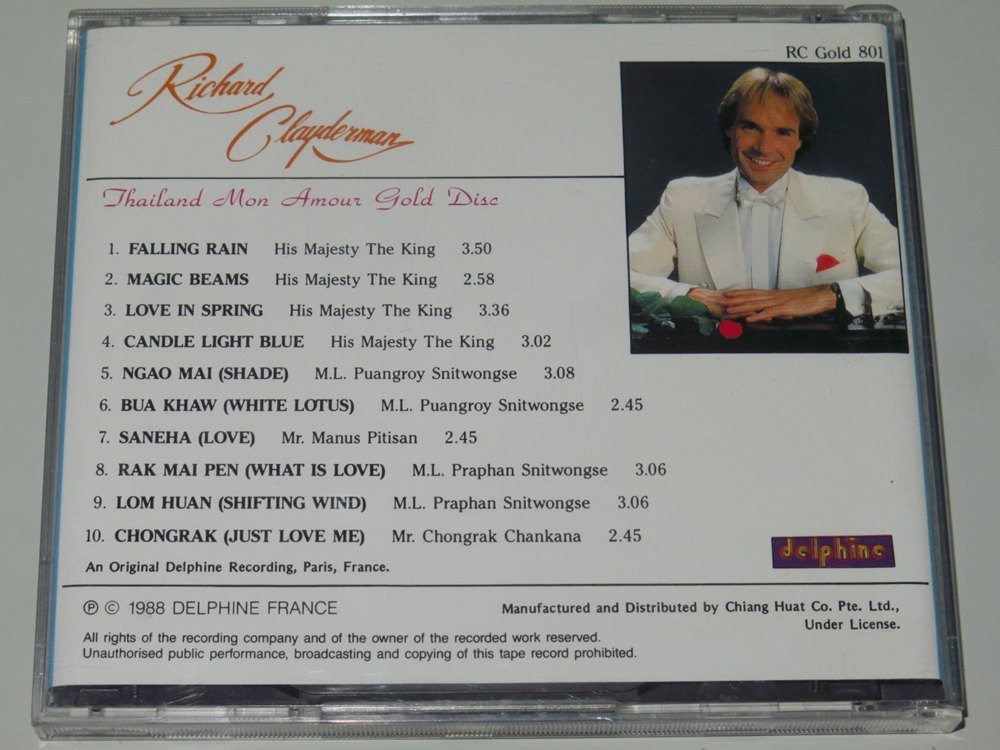 RC Gold 801
Richard
Clayderman
Thailand Mon Amour Gold Disc
1. FALLING RAIN His Majesty The King 3.50
2. MAGIC BEAMS His Majesty The King 2.58
3. LOVE IN SPRING His Majesty The King 3.36
4. CANDLE LIGHT BLUE His Majesty The King 3.02
5. NGAO MAI (SHADE) M.L. Puangroy Snitwongse 3.08
6. BUA KHAW (WHITE LOTUS) M.L. Puangroy Snitwongse 2.45
7. SANEHA (LOVE) Mr. Manus Pitisan 2.45
8. RAK MAI PEN (WHAT IS LOVE) M.L. Praphan Snitwongse 3.06
9. LOM HUAN (SHIFTING WIND) M.L. Praphan Snitwongse 3.06
10. CHONGRAK (JUST LOVE ME) Mr. Chongrak Chankana 2.45
delphine
An Original Delphine Recording, Paris, France.
℗ © 1988 DELPHINE FRANCE
Manufactured and Distributed by Chiang Huat Co. Pte. Ltd.,
Under License.
All rights of the recording company and of the owner of the recorded work reserved.
Unauthorised public performance, broadcasting and copying of this tape record prohibited.